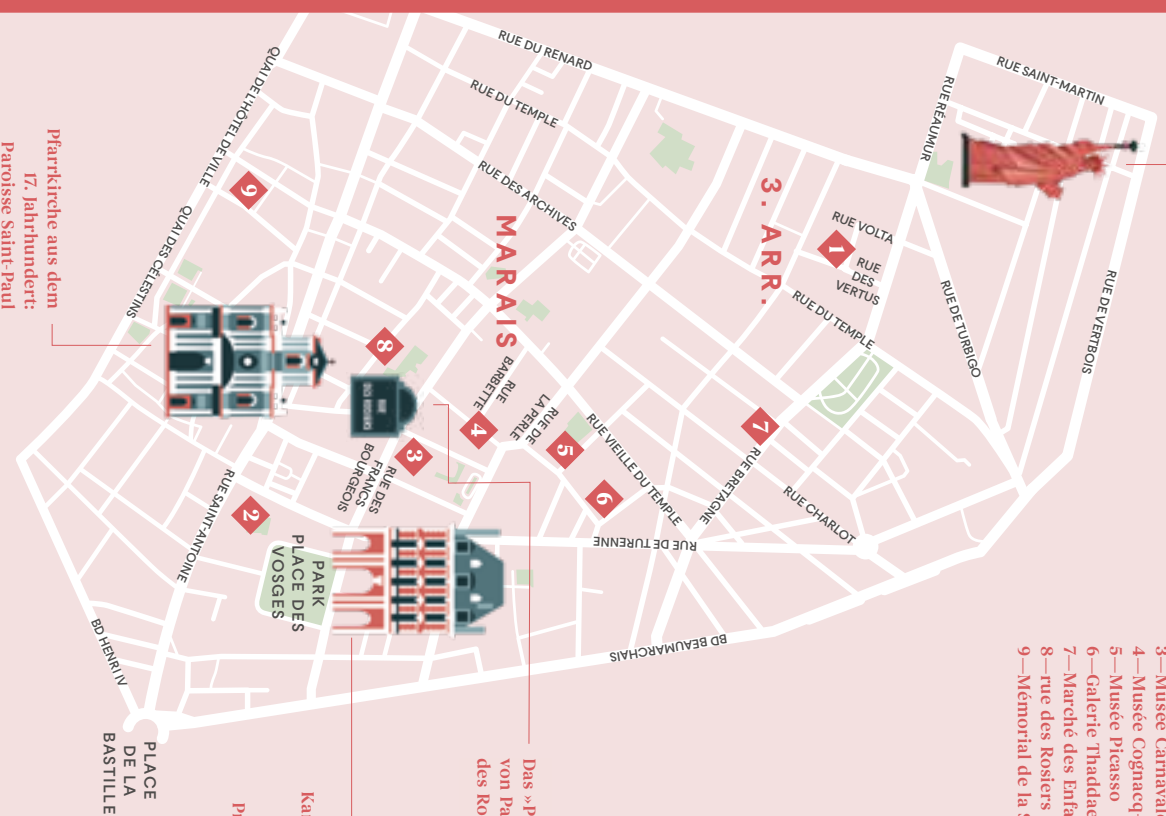 RUE SAINT-MARTIN
RUE RÉAUMUR
RUE DE VERTBOIS
RUE DE TURBIGO
RUE VOLTA
1
RUE
DES
VERTUS
RUE DU TEMPLE
3. ARR.
RUE DU RENARD
RUE DU TEMPLE
RUE DES ARCHIVES
MARAIS
QUAI DE L'HÔTEL DE VILLE
9
QUAI DES CÉLESTINS
Pfarrkirche aus dem
17. Jahrhundert:
Paroisse Saint-Paul
8
RUE
BARBETTE
4
RUE DE
LA PERLE
5
6
RUE VIEILLE DU TEMPLE
7
RUE BRETAGNE
RUE CHARLOT
RUE DE TURENNE
3
RUE DES
FRANCS
BOURGEOIS
2
RUE SAINT-ANTOINE
PARK
PLACE DES
VOSGES
BD BEAUMARCHAIS
BD HENRI IV
PLACE
DE LA
BASTILLE
3—Musée
4—Musée
5—Musée Picasso
6—Galerie
7—Marché des
8—rue des Rosiers
9—Mémorial de la
Das
von
des